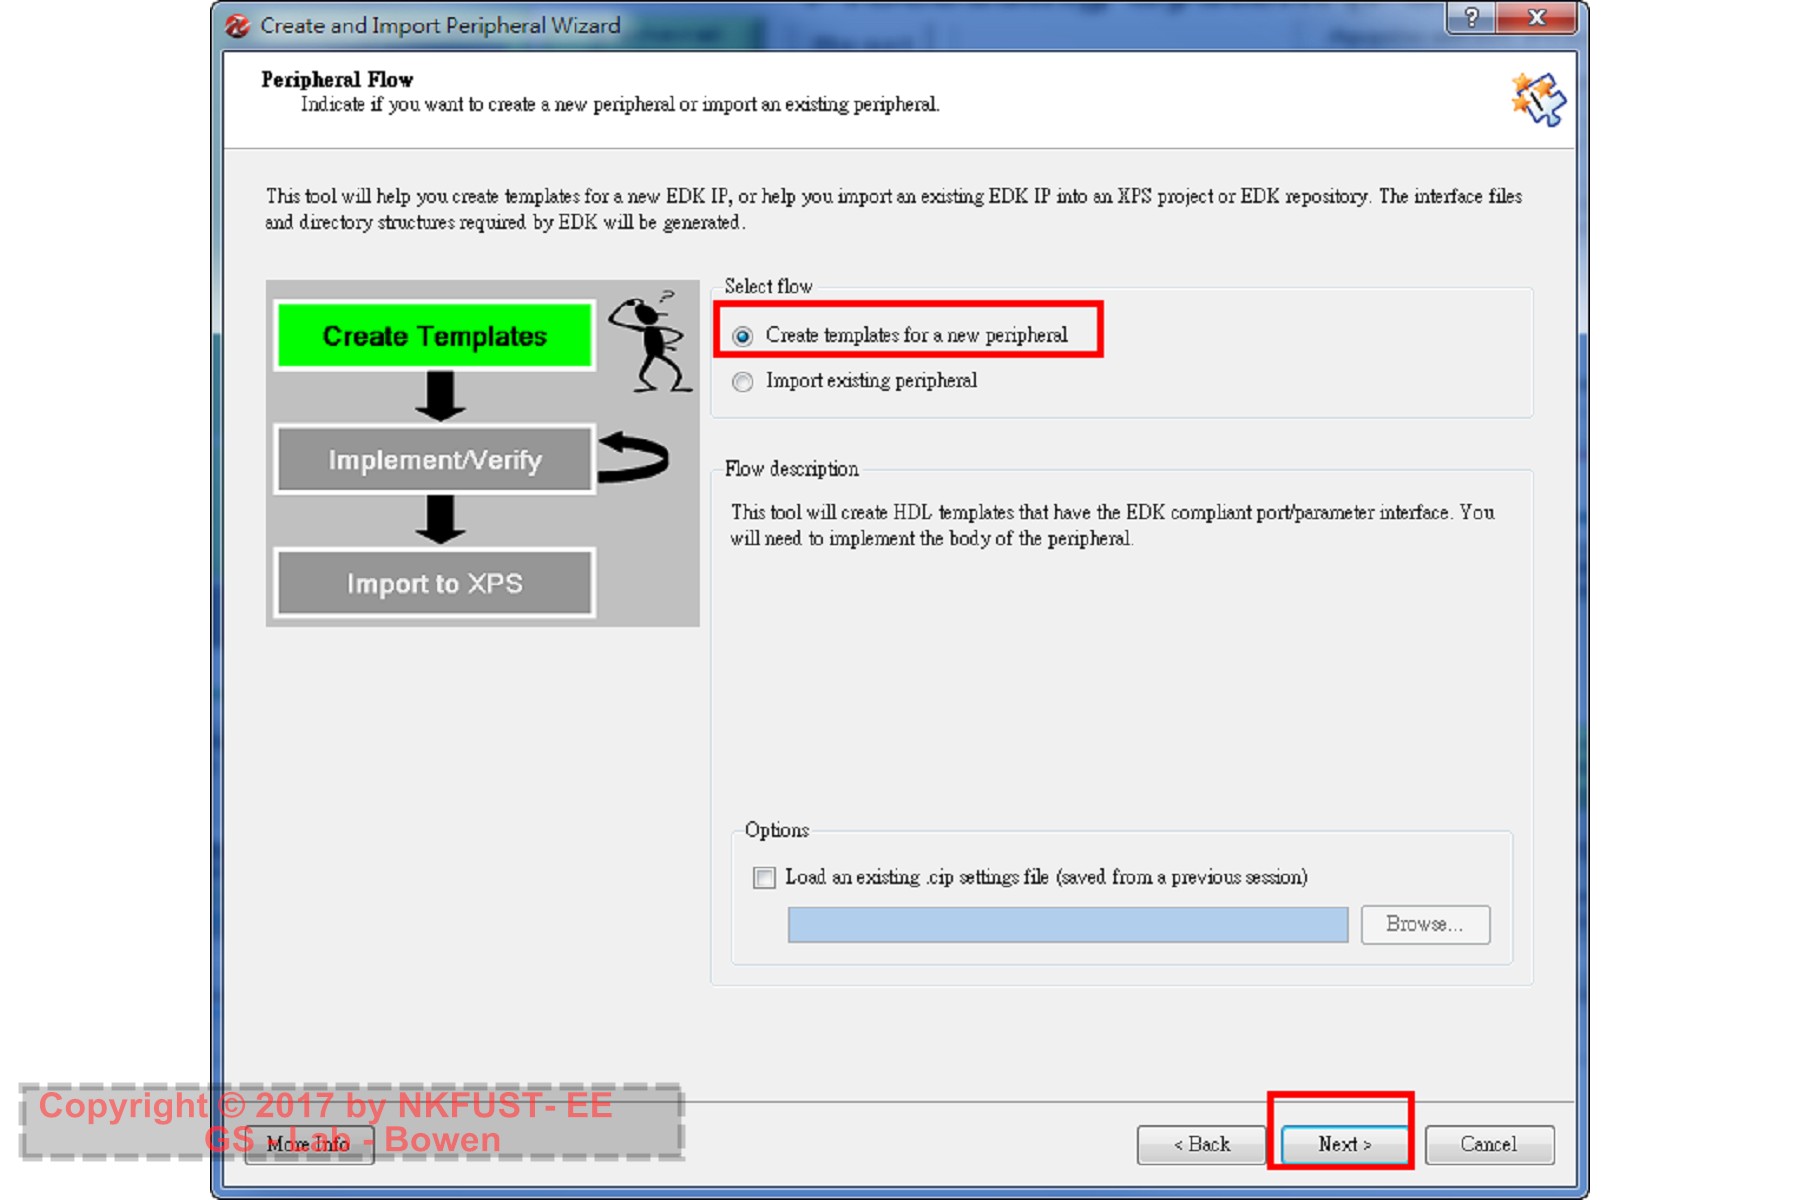 Create and Import Peripheral Wizard
Peripheral Flow
Indicate if you want to create a new peripheral or import an existing peripheral.
This tool will help you create templates for a new EDK IP, or help you import an existing EDK IP into an XPS project or EDK repository. The interface files
and directory structures required by EDK will be generated.
Create Templates
?
Implement/Verify
Import to XPS
Select flow
Create templates for a new peripheral
Import existing peripheral
Flow description
This tool will create HDL templates that have the EDK compliant port/parameter interface. You
will need to implement the body of the peripheral.
Options
Load an existing .cip settings file (saved from a previous session)
Browse...
Copyright © 2017 by NKFUST- EE
GS - Lab - Bowen
More Info
< Back
Next >
Cancel